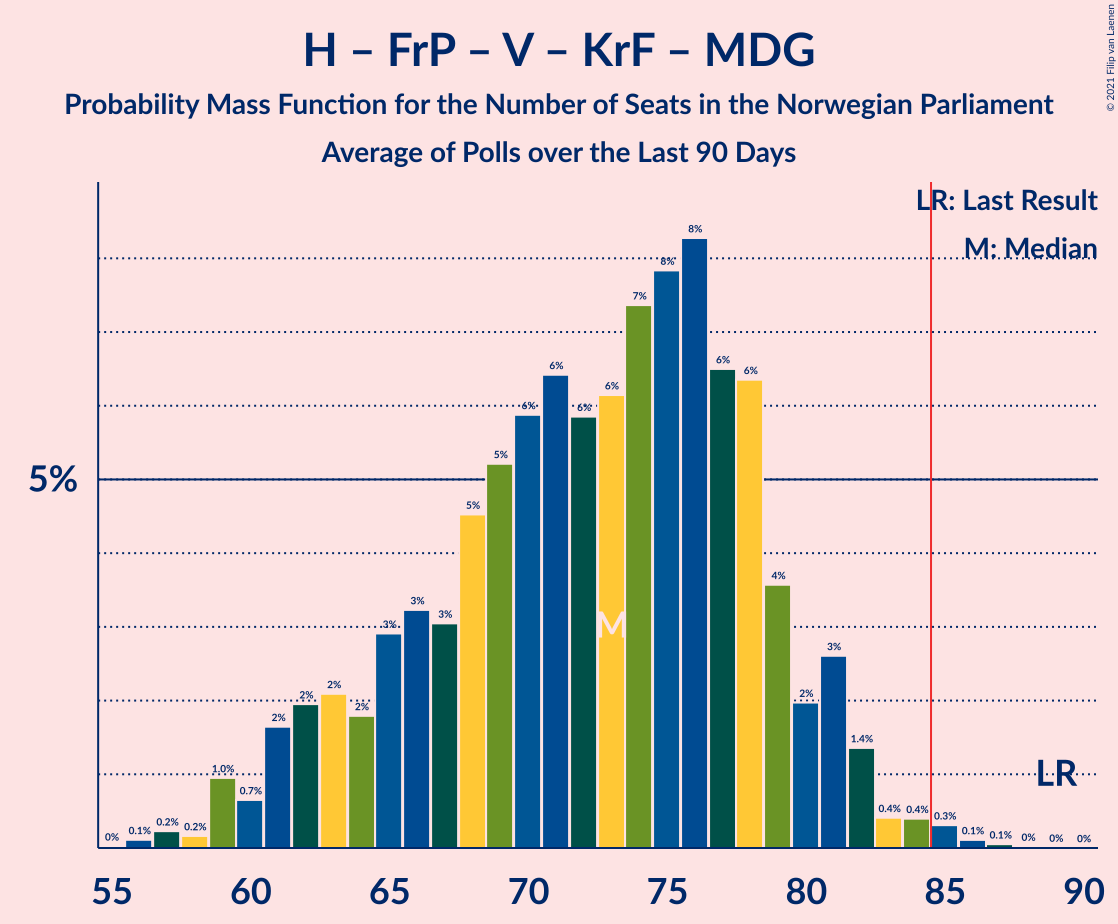 H – FrP – V – KrF – MDG
Probability Mass Function for the Number of Seats in the Norwegian Parliament
Average of Polls over the Last 90 Days
© 2021 Filip van Laenen
LR: Last Result
M: Median
5%
0% 0.1% 0.2% 0.2% 1.0% 0.7% 2% 2% 2% 2% 3% 3% 3% 5% 5% 6% 6% 6% 6% 7% 8% 8% 6% 6% 4% 2% 3% 1.4% 0.4% 0.4% 0.3% 0.1% 0.1% 0% 0% 0%
M
LR
55 60 65 70 75 80 85 90